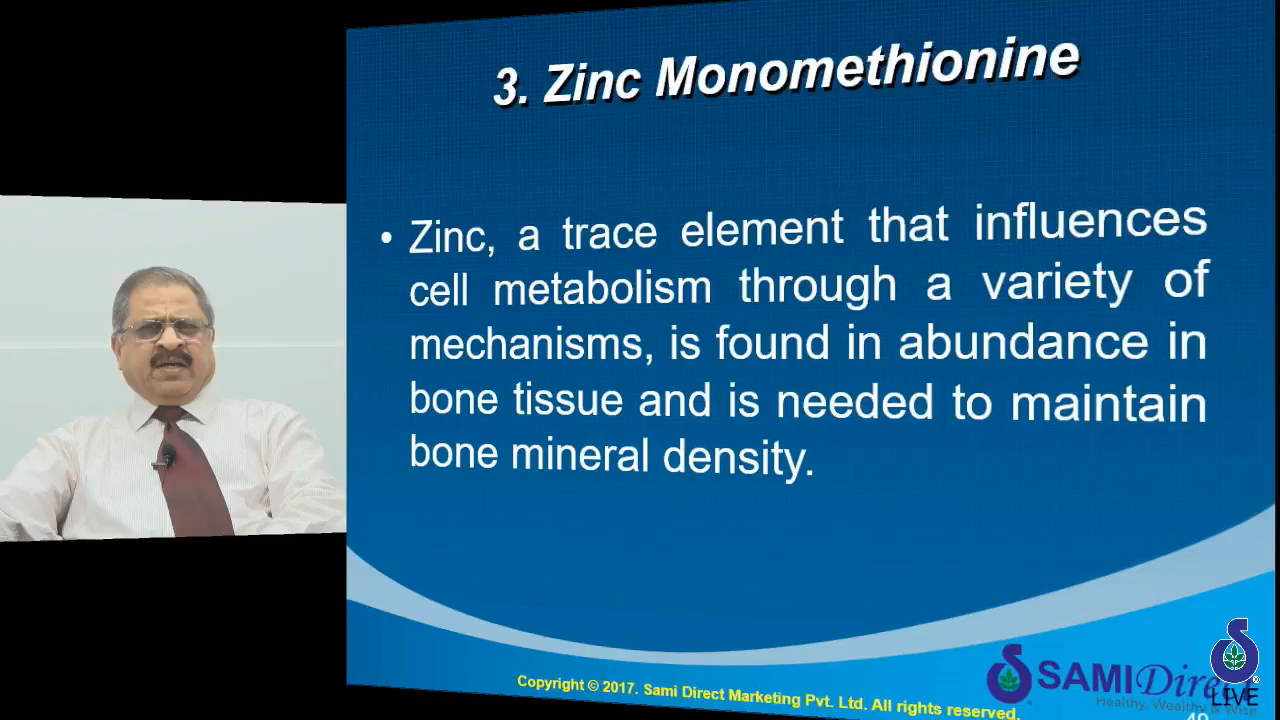 3. Zinc Monomethionine
• Zinc, a trace element that influences
cell metabolism through a variety of
mechanisms, is found in abundance in
bone tissue and is needed to maintain
bone mineral density.
SAMI Direct
Healthy, Wealthy & Wise
LIVE
Copyright © 2017. Sami Direct Marketing Pvt. Ltd. All rights reserved.